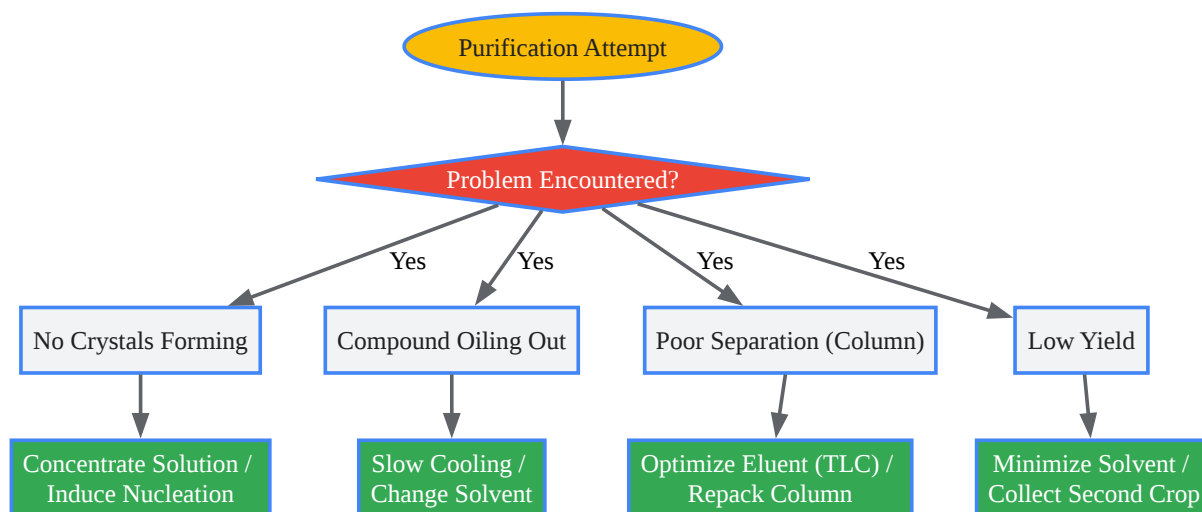 Purification Attempt
Problem Encountered?
Yes
Yes
Yes
Yes
No Crystals Forming
Compound Oiling Out
Poor Separation (Column)
Low Yield
Concentrate Solution /
Induce Nucleation
Slow Cooling /
Change Solvent
Optimize Eluent (TLC) /
Repack Column
Minimize Solvent /
Collect Second Crop